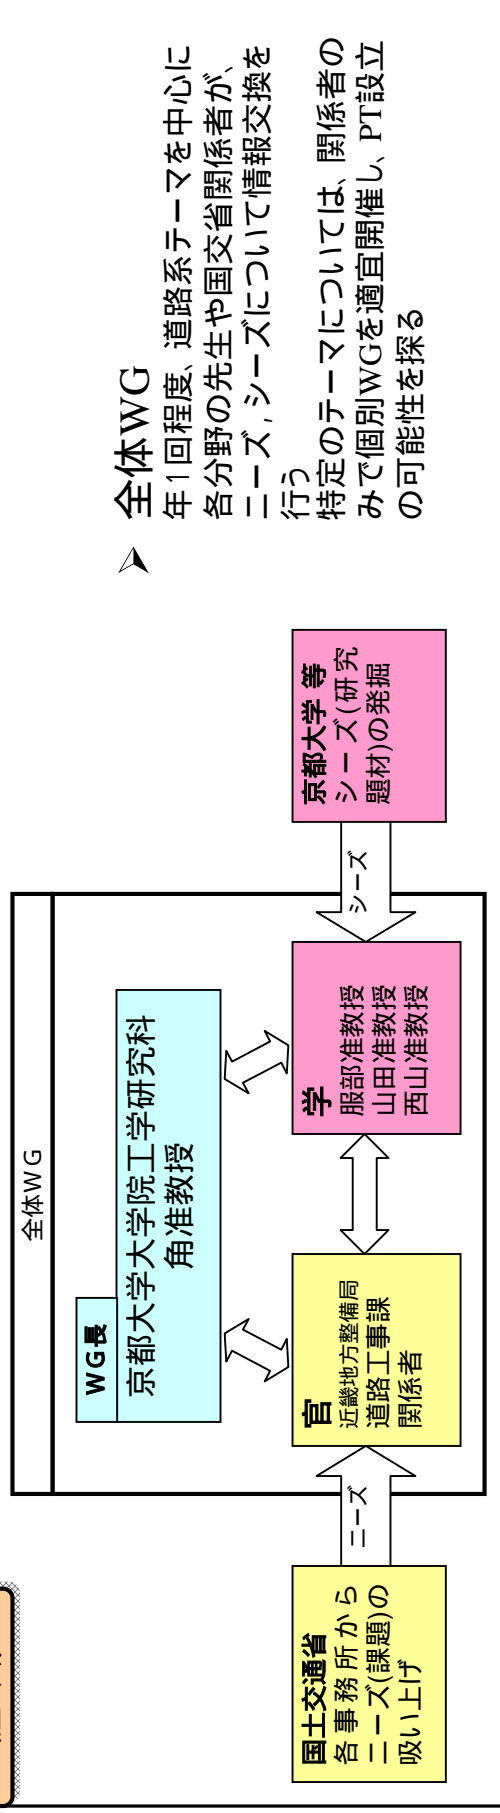 全体WG
WG長
京都大学大学院工学研究科
角准教授
国土交通省
各事務所から
ニーズ(課題)の
吸い上げ
ニーズ
官
近畿地方整備局
道路工事課
関係者
学
服部准教授
山田准教授
西山准教授
シーズ
京都大学 等
シーズ(研究
題材)の発掘
➢ 全体WG
年1回程度、道路系テーマを中心に
各分野の先生や国交省関係者が、
ニーズ,シーズについて情報交換を
行う
特定のテーマについては、関係者の
みで個別WGを適宜開催し、PT設立
の可能性を探る